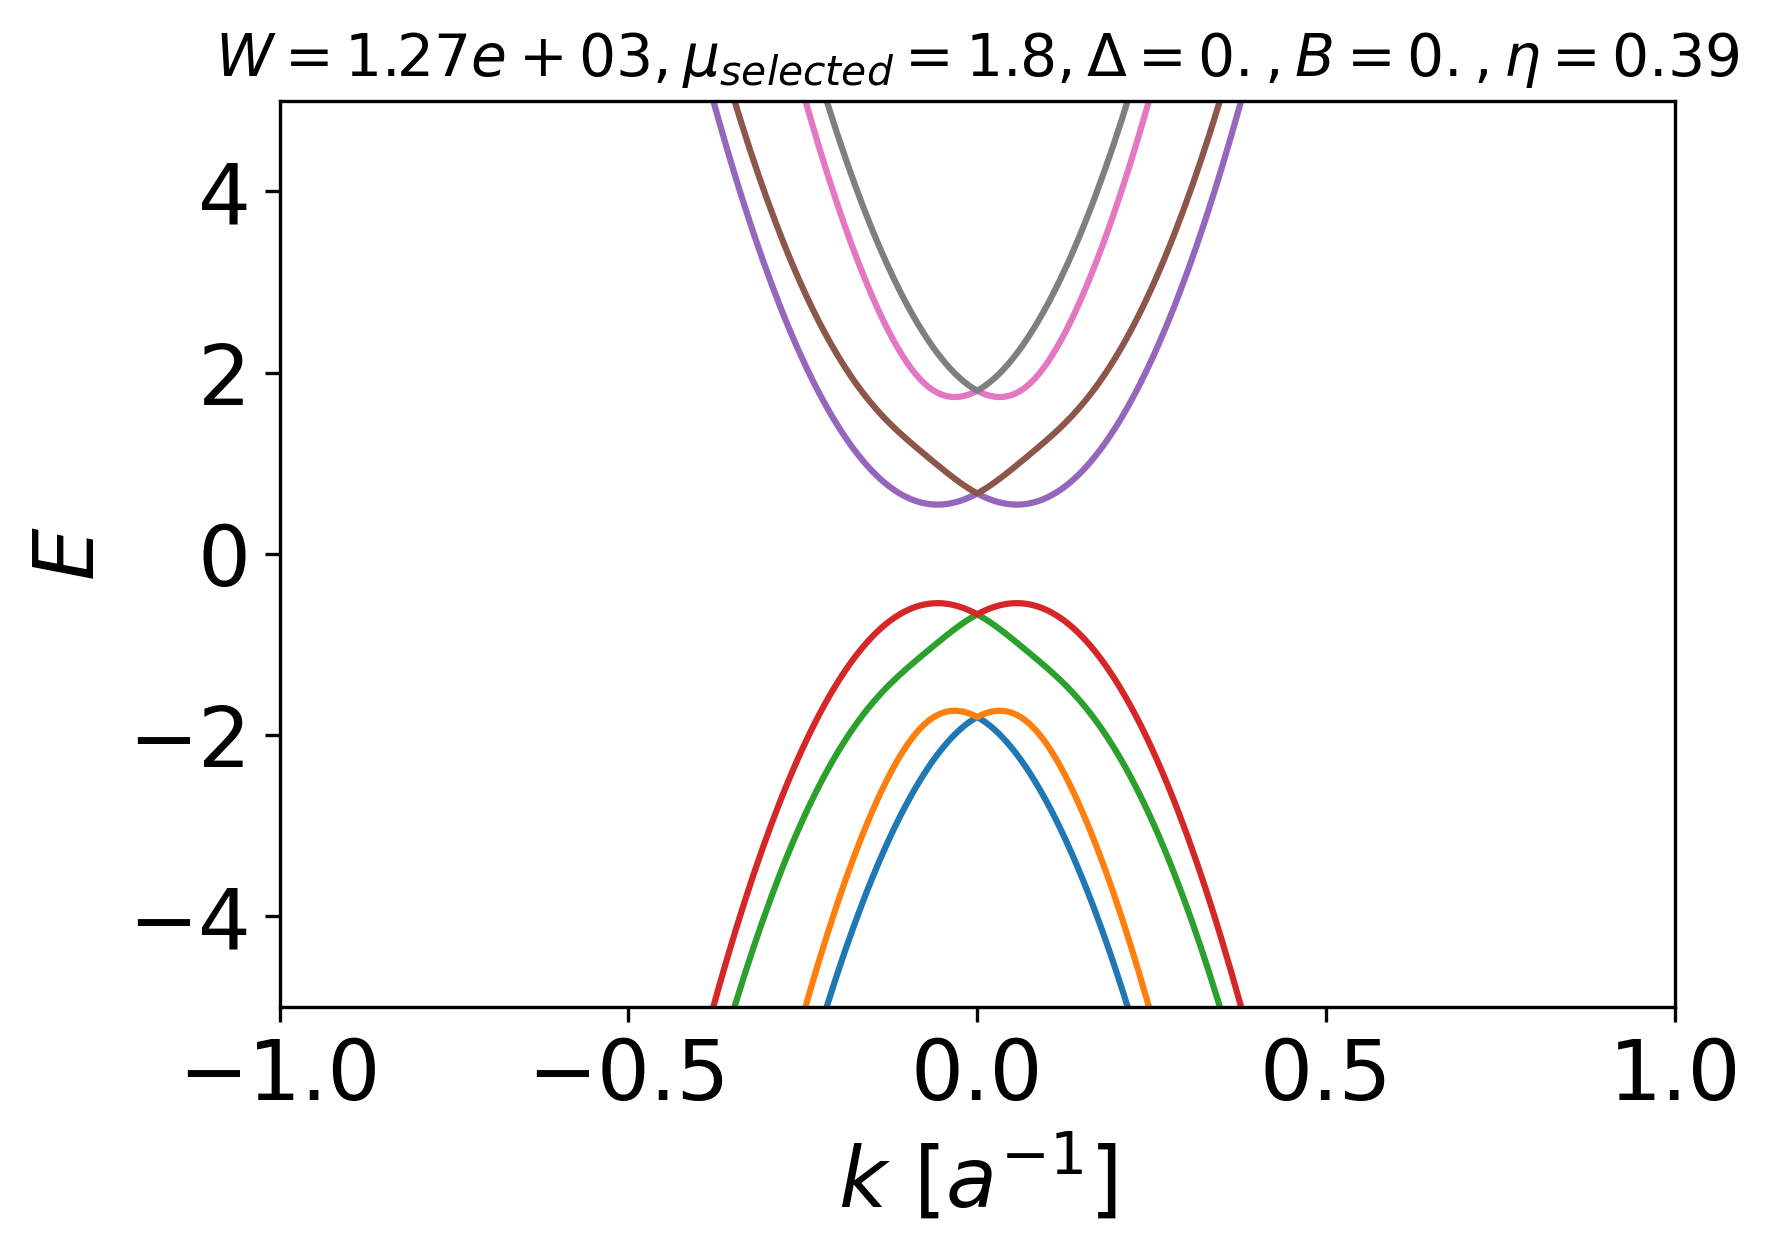 W = 1.27e + 03, μselected = 1.8, Δ = 0. , B = 0. , η = 0.39
E
4
2
0
−2
−4
−1.0 −0.5 0.0 0.5 1.0
k [a⁻¹]